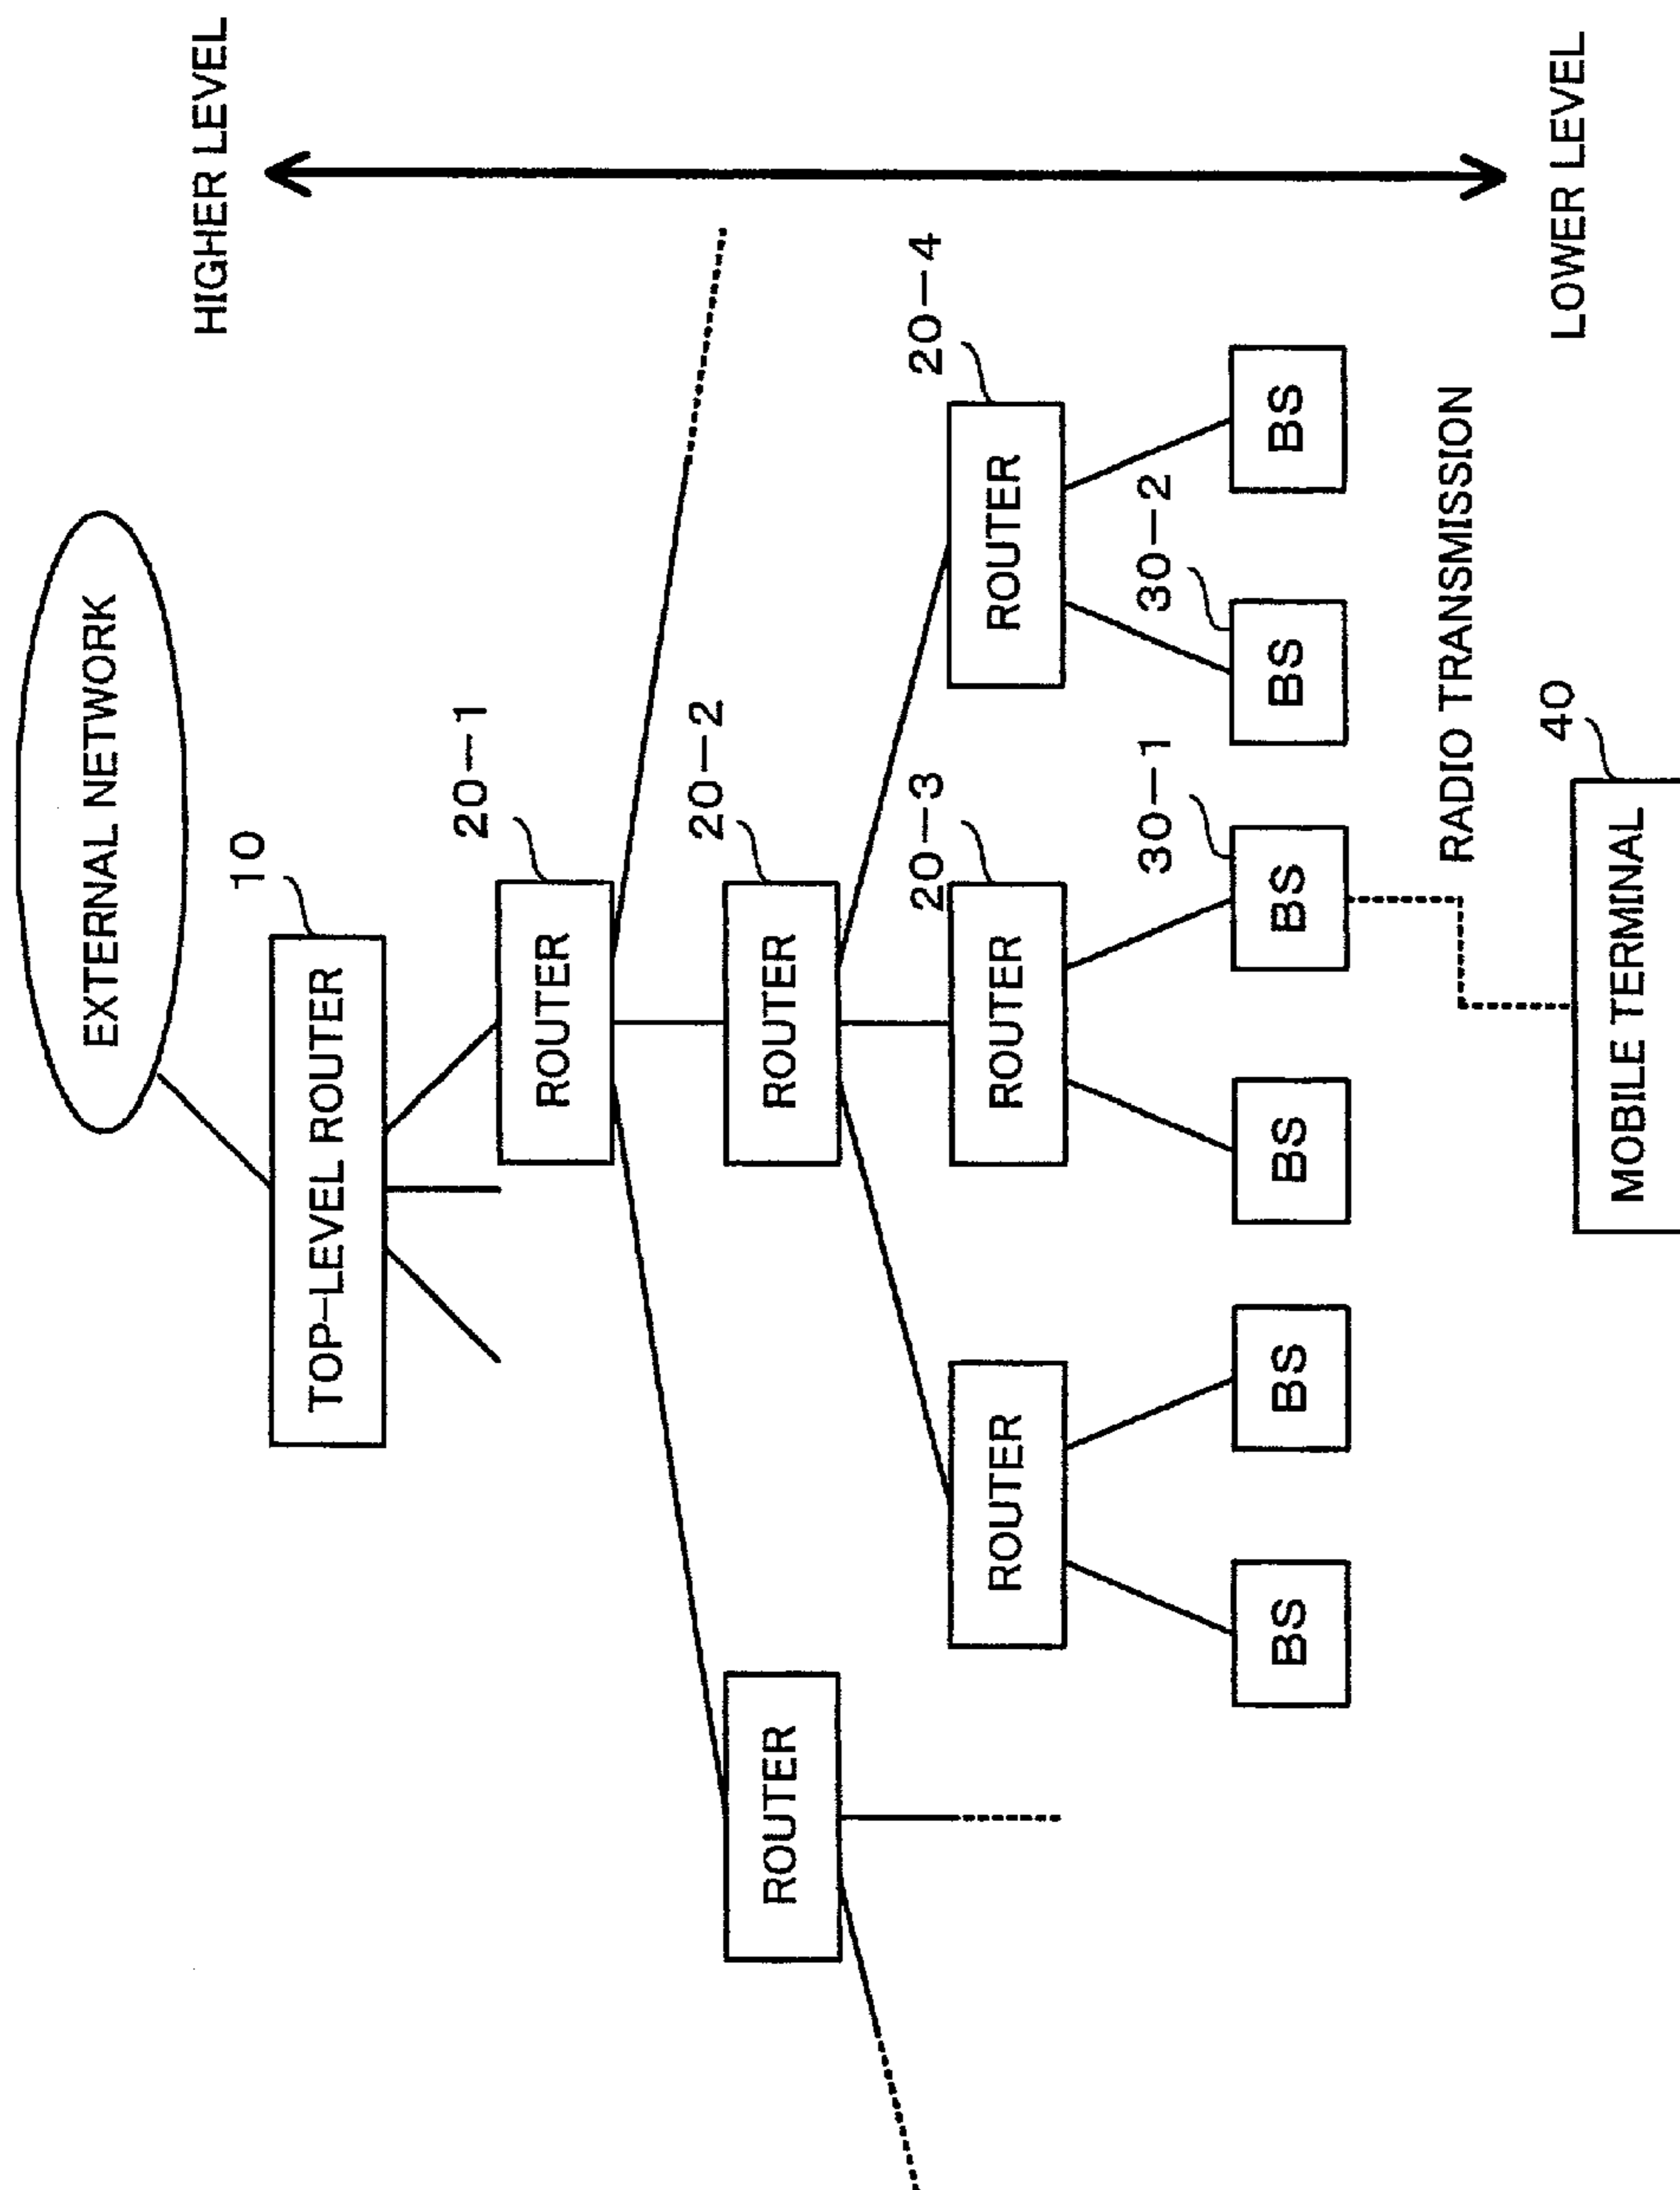 EXTERNAL NETWORK
HIGHER LEVEL
10
TOP-LEVEL ROUTER
20-1
ROUTER
20-2
ROUTER
ROUTER
20-3
20-4
ROUTER
ROUTER
ROUTER
30-1
30-2
BS
BS
BS
BS
BS
BS
RADIO TRANSMISSION
LOWER LEVEL
40
MOBILE TERMINAL